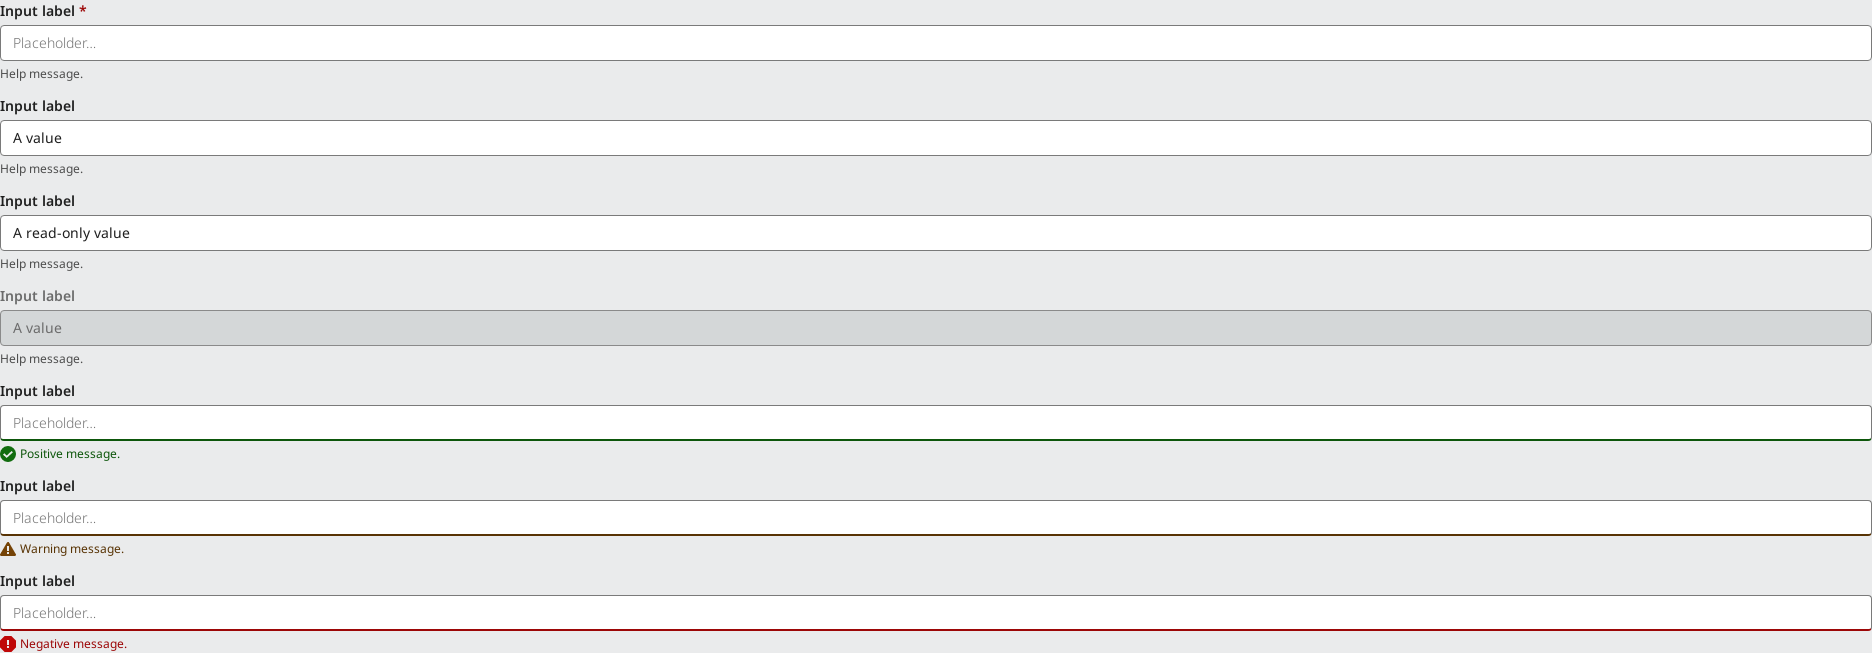 Input label *
Placeholder...
Help message.
Input label
A value
Help message.
Input label
A read-only value
Help message.
Input label
A value
Help message.
Input label
Placeholder...
Positive message.
Input label
Placeholder...
Warning message.
Input label
Placeholder...
Negative message.